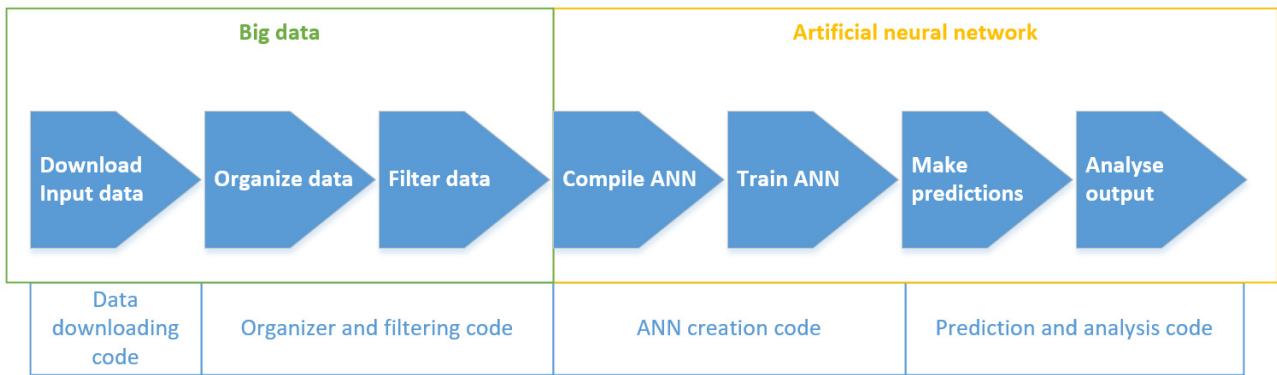 Big data
Artificial neural network
Download
Input data
Organize data
Filter data
Compile ANN
Train ANN
Make
predictions
Analyse
output
Data
downloading
code
Organizer and filtering code
ANN creation code
Prediction and analysis code